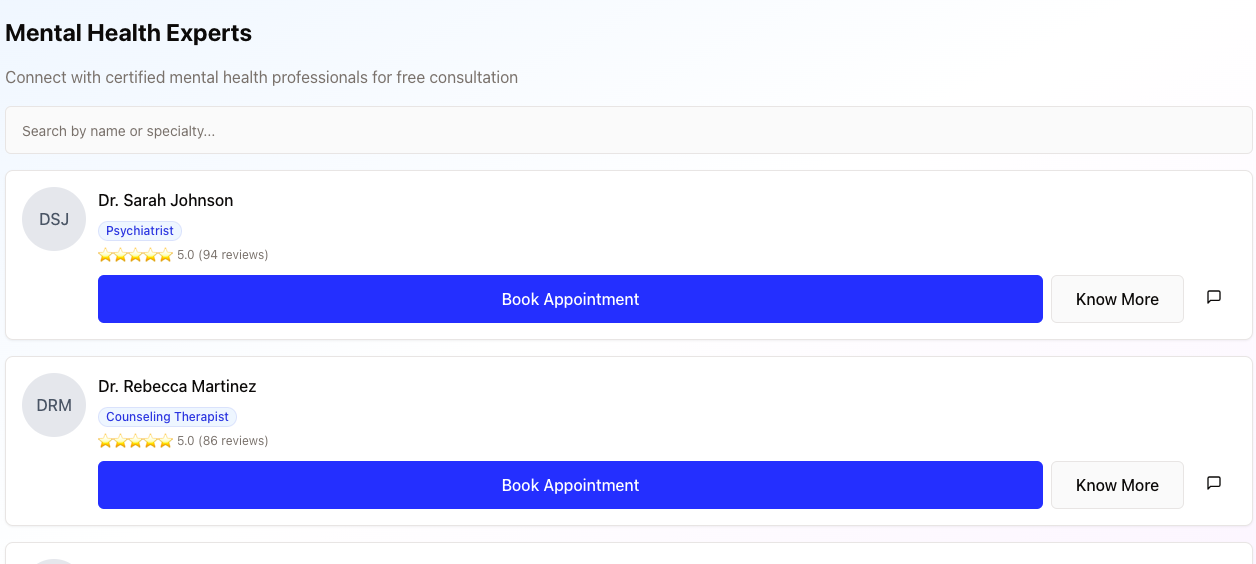 Mental Health Experts
Connect with certified mental health professionals for free consultation
Search by name or specialty...
DSJ
Dr. Sarah Johnson
Psychiatrist
⭐⭐⭐⭐⭐ 5.0 (94 reviews)
Book Appointment Know More
DRM
Dr. Rebecca Martinez
Counseling Therapist
⭐⭐⭐⭐⭐ 5.0 (86 reviews)
Book Appointment Know More